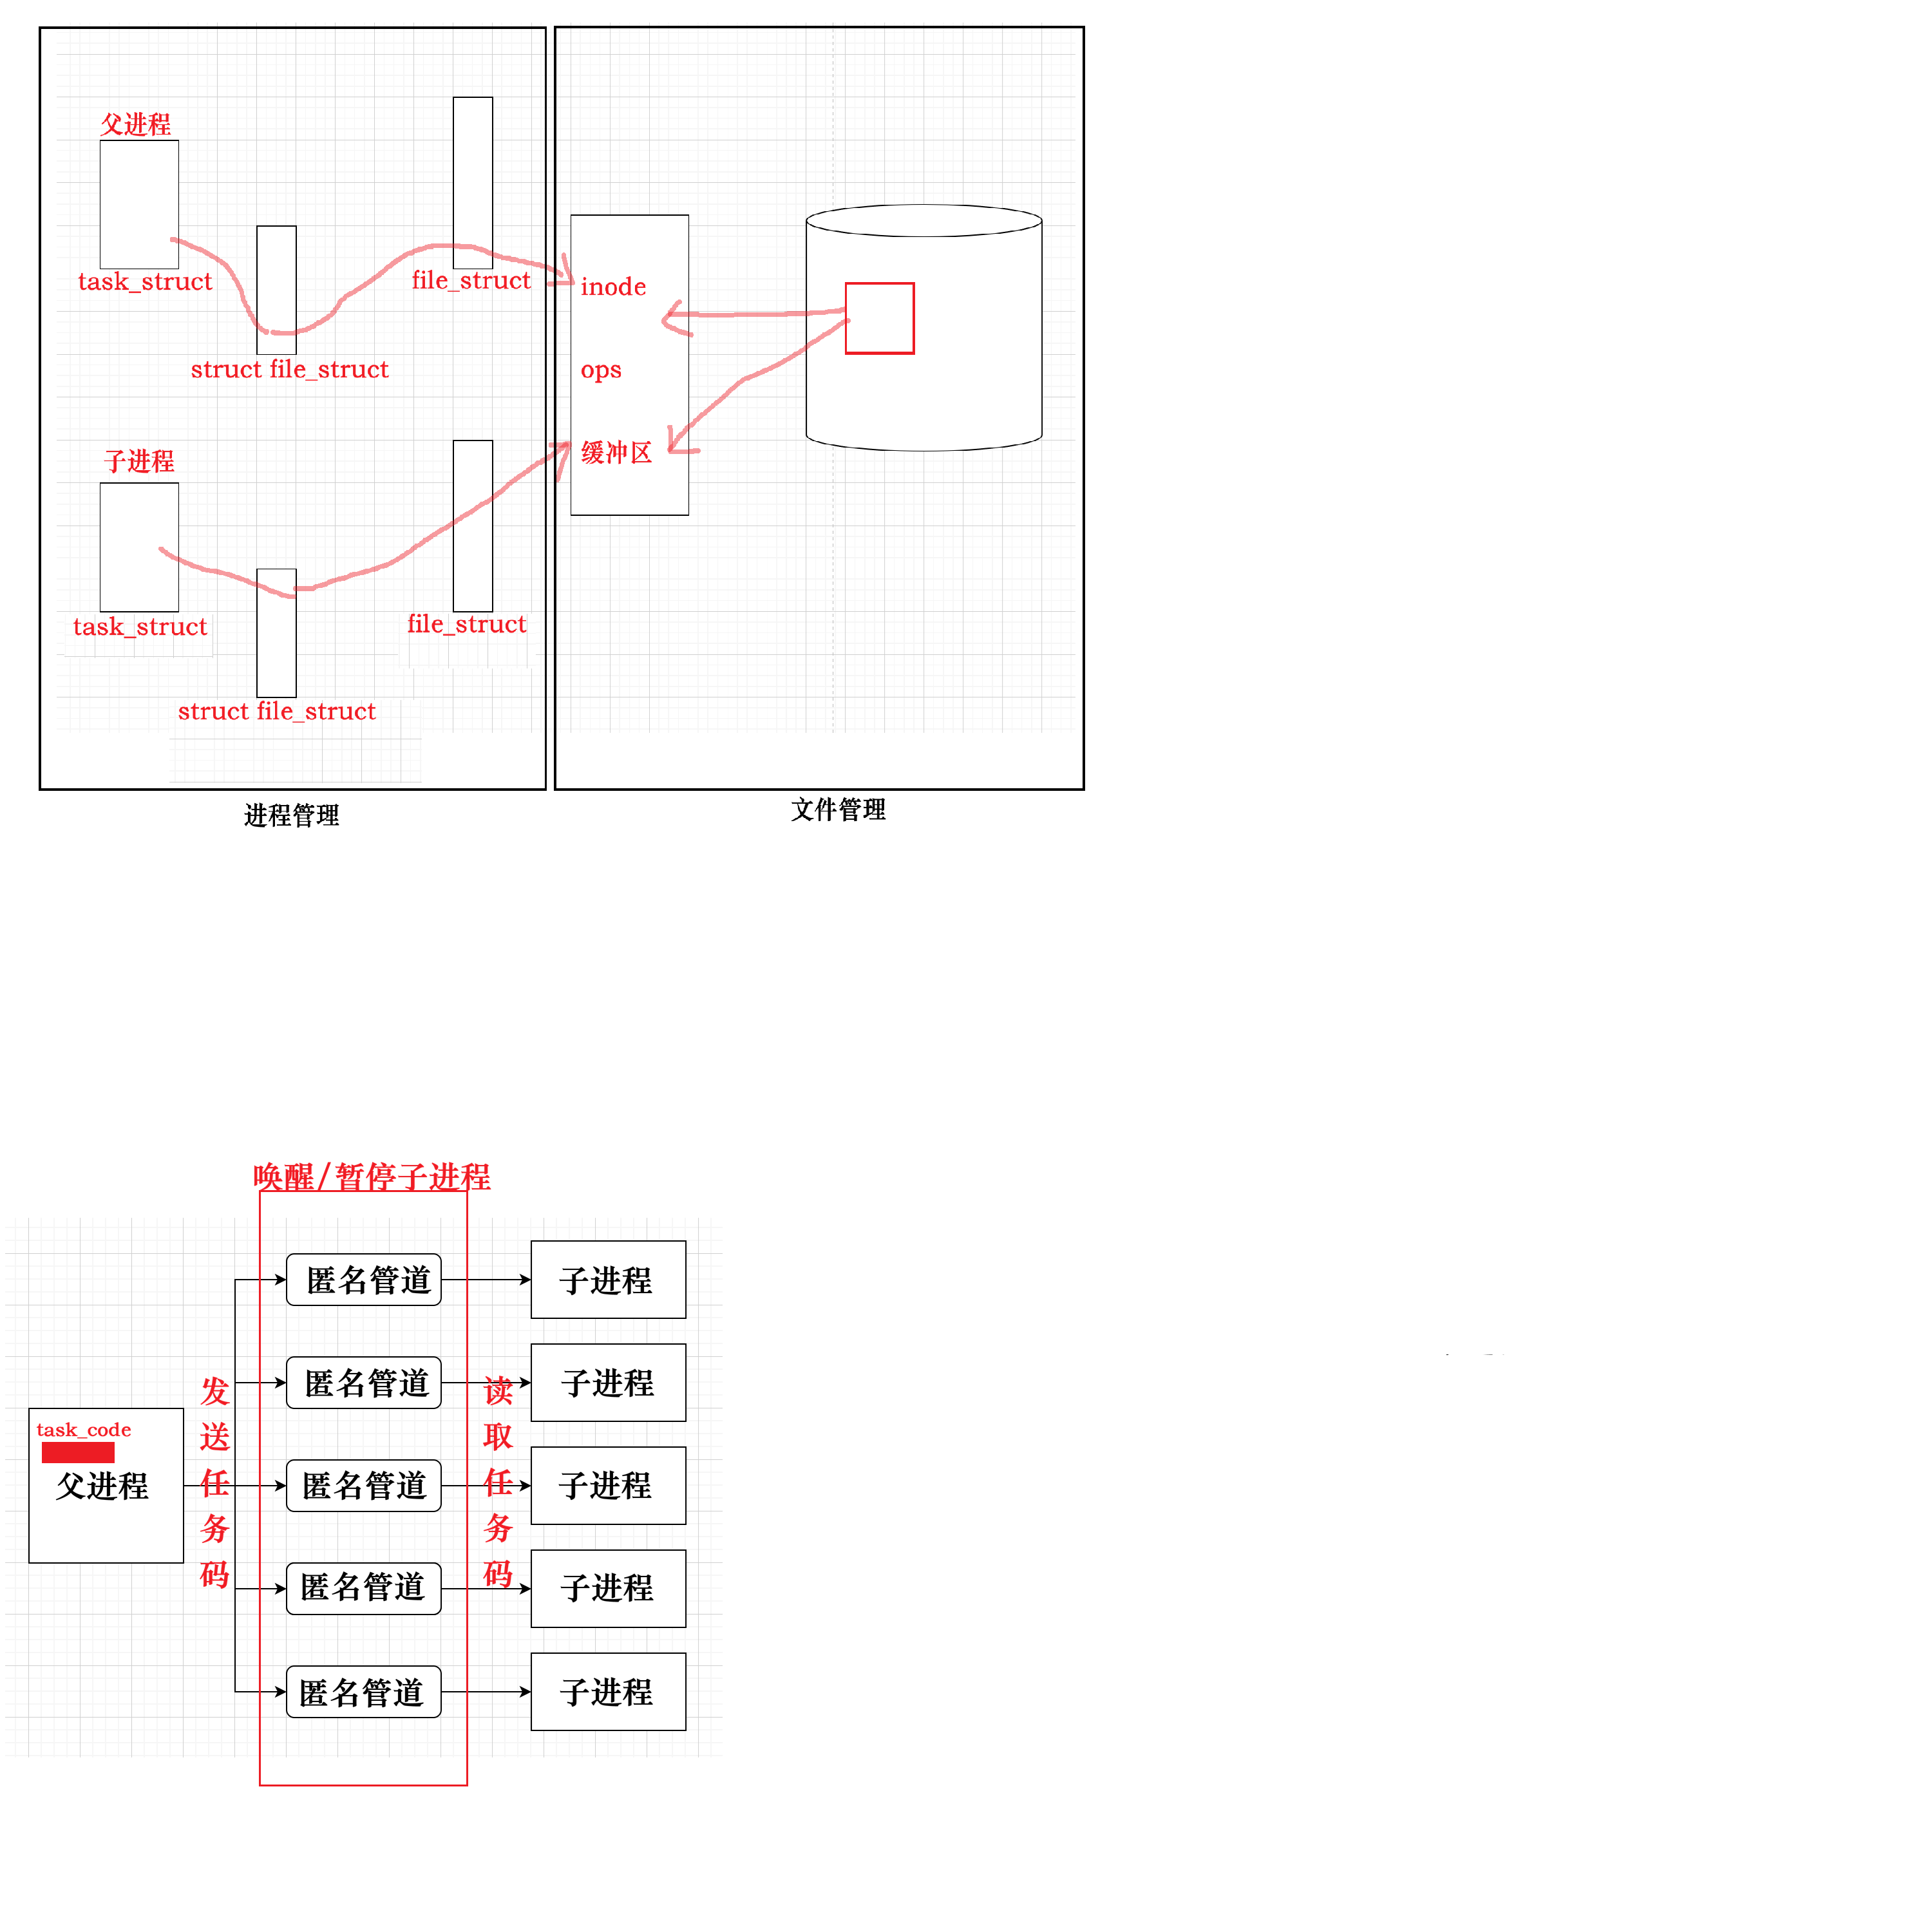 父进程
task_struct
file_struct
struct file_struct
inode
ops
缓冲区
子进程
task_struct
file_struct
struct file_struct
进程管理
文件管理
唤醒/暂停子进程
匿名管道
子进程
匿名管道
子进程
task_code
父进程
发送任务码
匿名管道
读取任务码
子进程
匿名管道
子进程
匿名管道
子进程